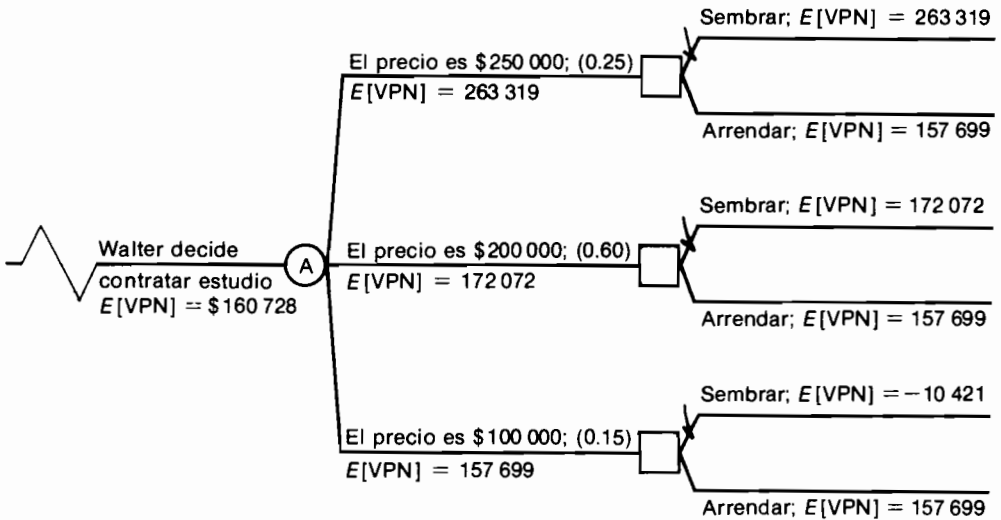 Sembrar; E[VPN] = 263 319
El precio es $250 000; (0.25)
E[VPN] = 263 319
Arrendar; E[VPN] = 157 699
Sembrar; E[VPN] = 172 072
Walter decide
contratar estudio
E[VPN] = $160 728
A
El precio es $200 000; (0.60)
E[VPN] = 172 072
Arrendar; E[VPN] = 157 699
Sembrar; E[VPN] = −10 421
El precio es $100 000; (0.15)
E[VPN] = 157 699
Arrendar; E[VPN] = 157 699